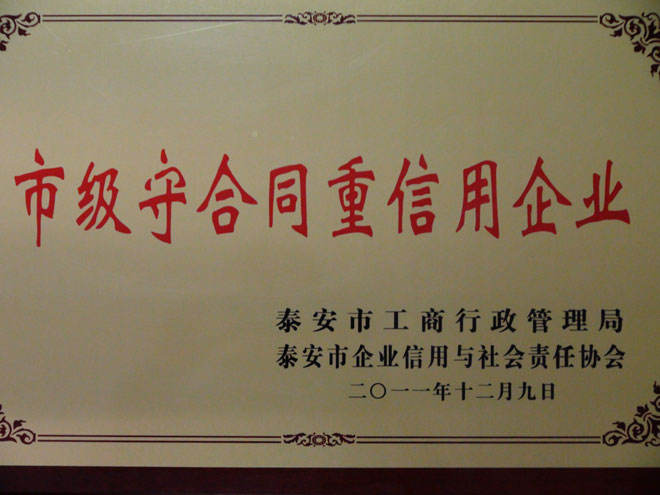 市级守合同重信用企业
泰安市工商行政管理局
泰安市企业信用与社会责任协会
二〇一一年十二月九日